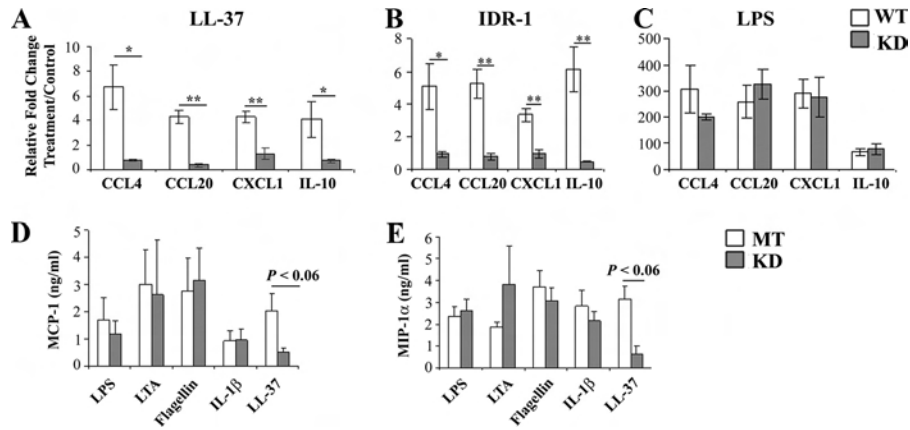 A LL-37
Relative Fold Change
Treatment/Control
8
6
4
2
0
*
**
**
*
CCL4 CCL20 CXCL1 IL-10
B IDR-1
8
6
4
2
0
*
**
**
**
CCL4 CCL20 CXCL1 IL-10
C LPS
WT
KD
500
400
300
200
100
0
CCL4 CCL20 CXCL1 IL-10
D
MCP-1 (ng/ml)
5
4
3
2
1
0
P < 0.06
LPS LTA Flagellin IL-1β LL-37
E
MIP-1α (ng/ml)
6
5
4
3
2
1
0
P < 0.06
LPS LTA Flagellin IL-1β LL-37
MT
KD